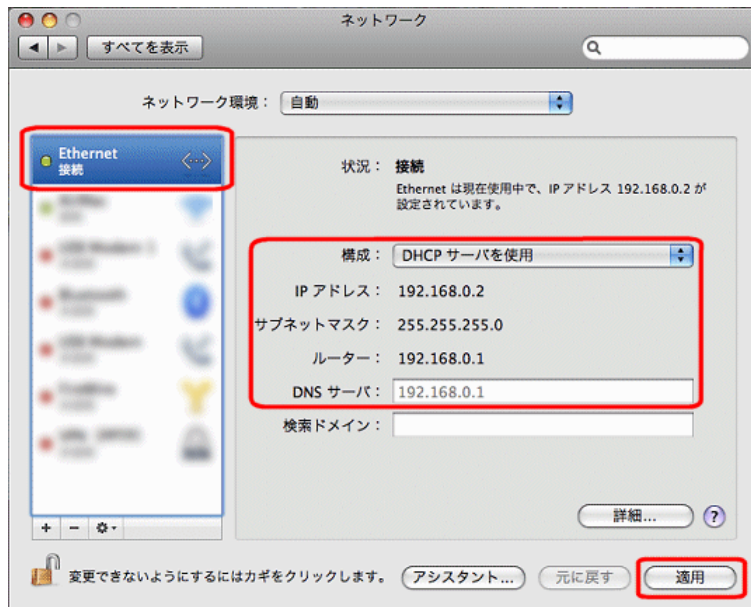 ネットワーク
すべてを表示
ネットワーク環境： 自動
Ethernet
接続
状況： 接続
Ethernet は現在使用中で、IP アドレス 192.168.0.2 が
設定されています。
構成： DHCP サーバを使用
IP アドレス： 192.168.0.2
サブネットマスク： 255.255.255.0
ルーター： 192.168.0.1
DNS サーバ： 192.168.0.1
検索ドメイン：
詳細... ?
変更できないようにするにはカギをクリックします。 アシスタント... 元に戻す 適用